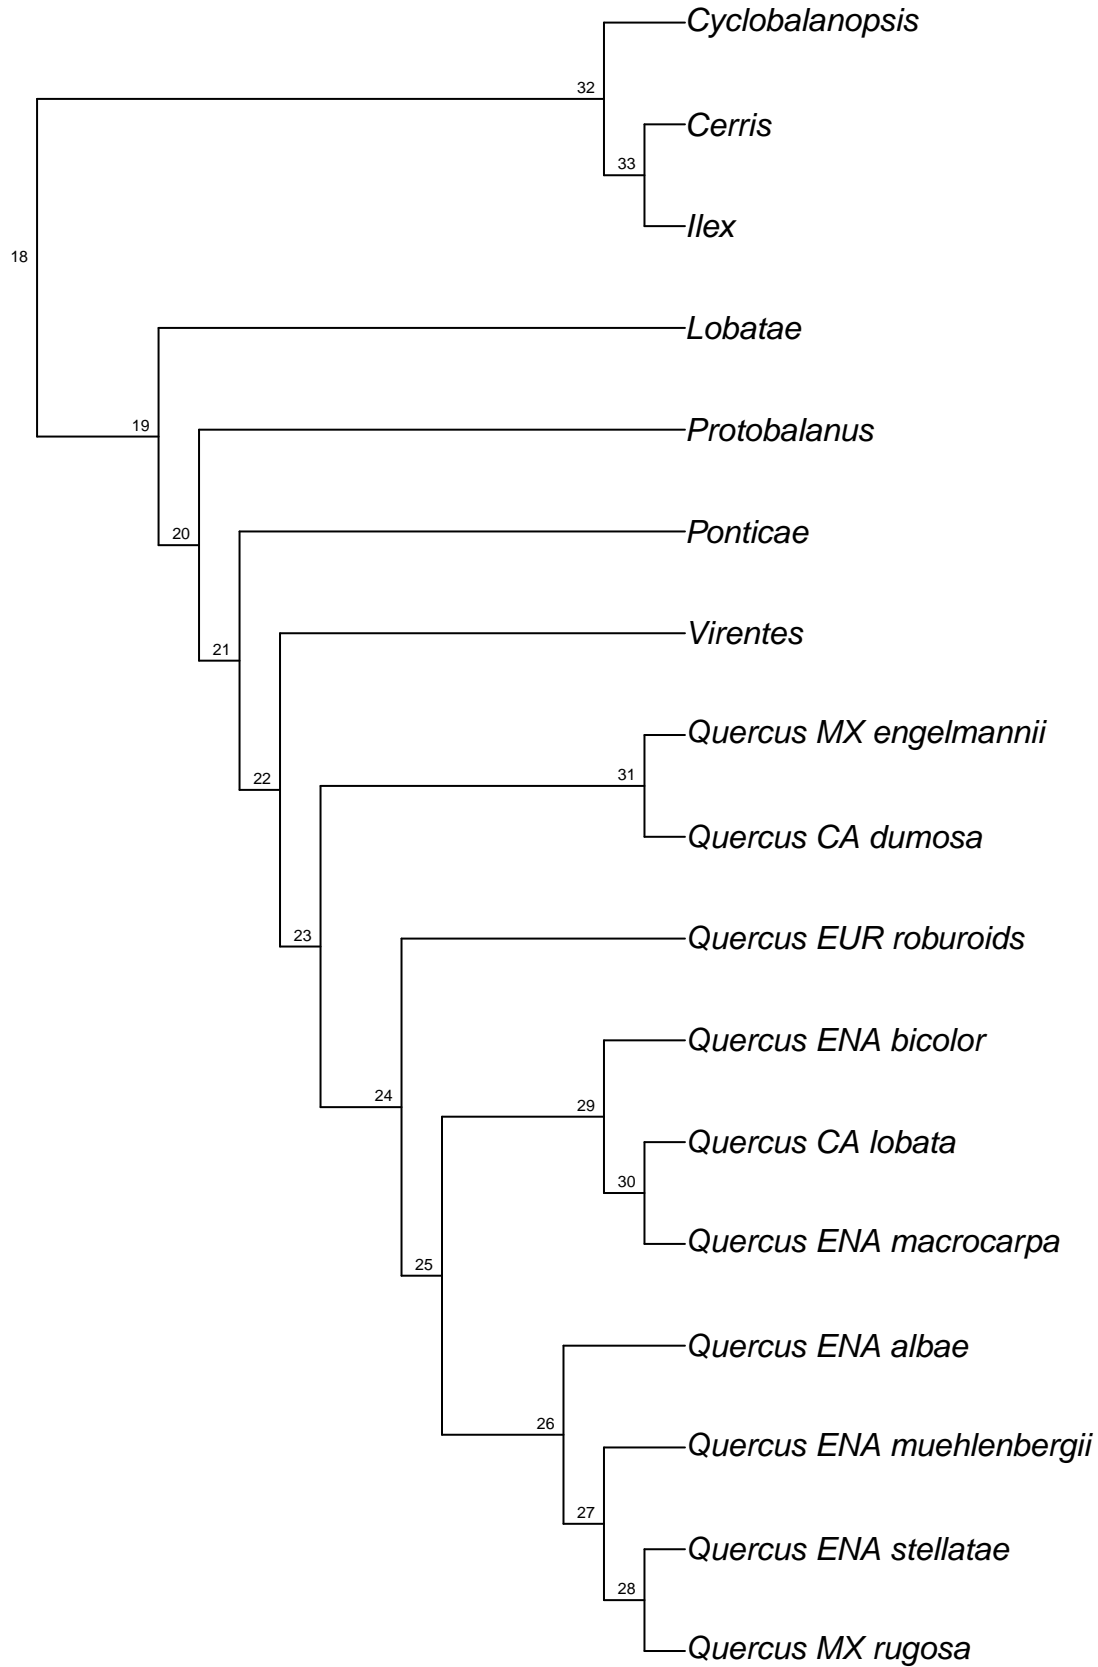 Cyclobalanopsis
32
Cerris
33
Ilex
18
Lobatae
19
Protobalanus
20
Ponticae
Virentes
21
Quercus MX engelmannii
22
31
Quercus CA dumosa
23
Quercus EUR roburoids
Quercus ENA bicolor
24
29
Quercus CA lobata
30
Quercus ENA macrocarpa
25
Quercus ENA albae
26
Quercus ENA muehlenbergii
27
Quercus ENA stellatae
28
Quercus MX rugosa